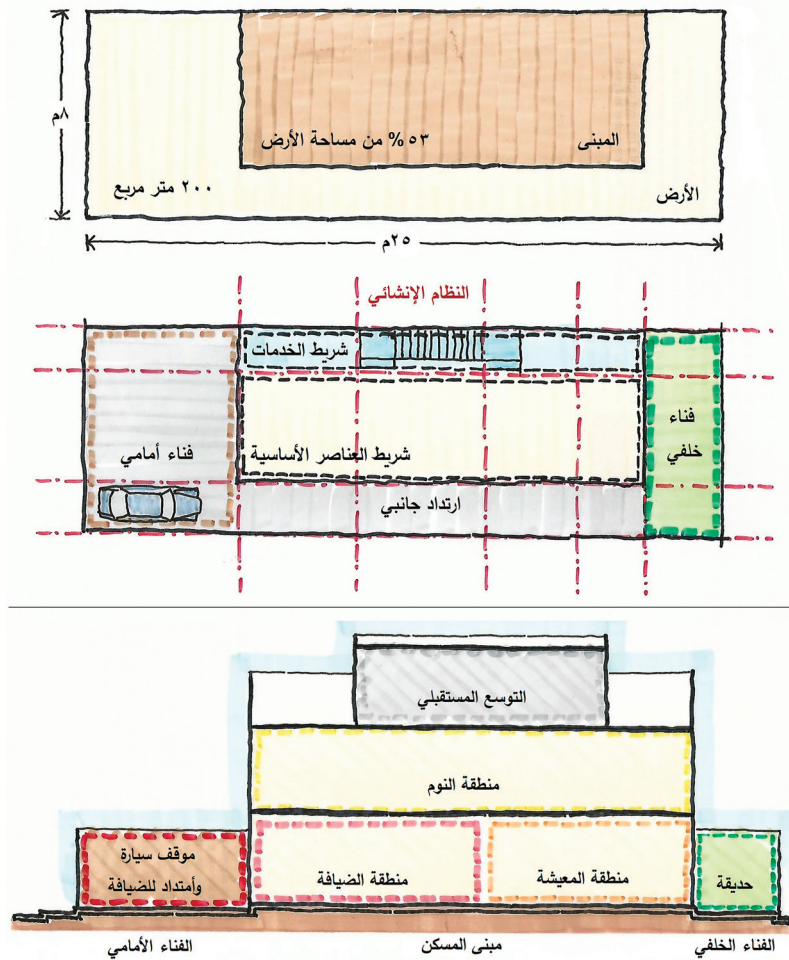 المبنى
٥٣ % من مساحة الأرض
الأرض
٢٠٠ متر مربع
٨م
٢٥م
النظام الإنشائي
شريط الخدمات
فناء
خلفي
فناء أمامي
شريط العناصر الأساسية
ارتداد جانبي
التوسع المستقبلي
منطقة النوم
موقف سيارة
وأمتداد للضيافة
منطقة الضيافة
منطقة المعيشة
حديقة
الفناء الخلفي
مبنى المسكن
الفناء الأمامي